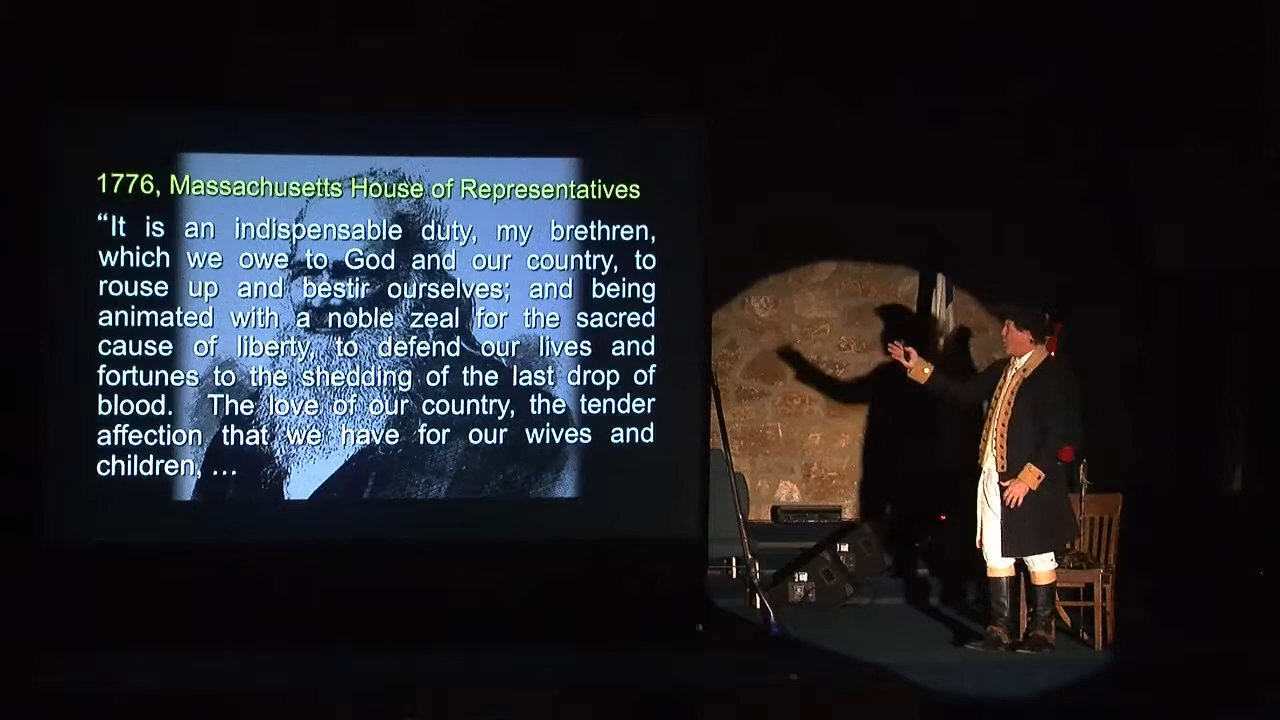 1776, Massachusetts House of Representatives
“It is an indispensable duty, my brethren,
which we owe to God and our country, to
rouse up and bestir ourselves; and being
animated with a noble zeal for the sacred
cause of liberty, to defend our lives and
fortunes to the shedding of the last drop of
blood. The love of our country, the tender
affection that we have for our wives and
children, ...